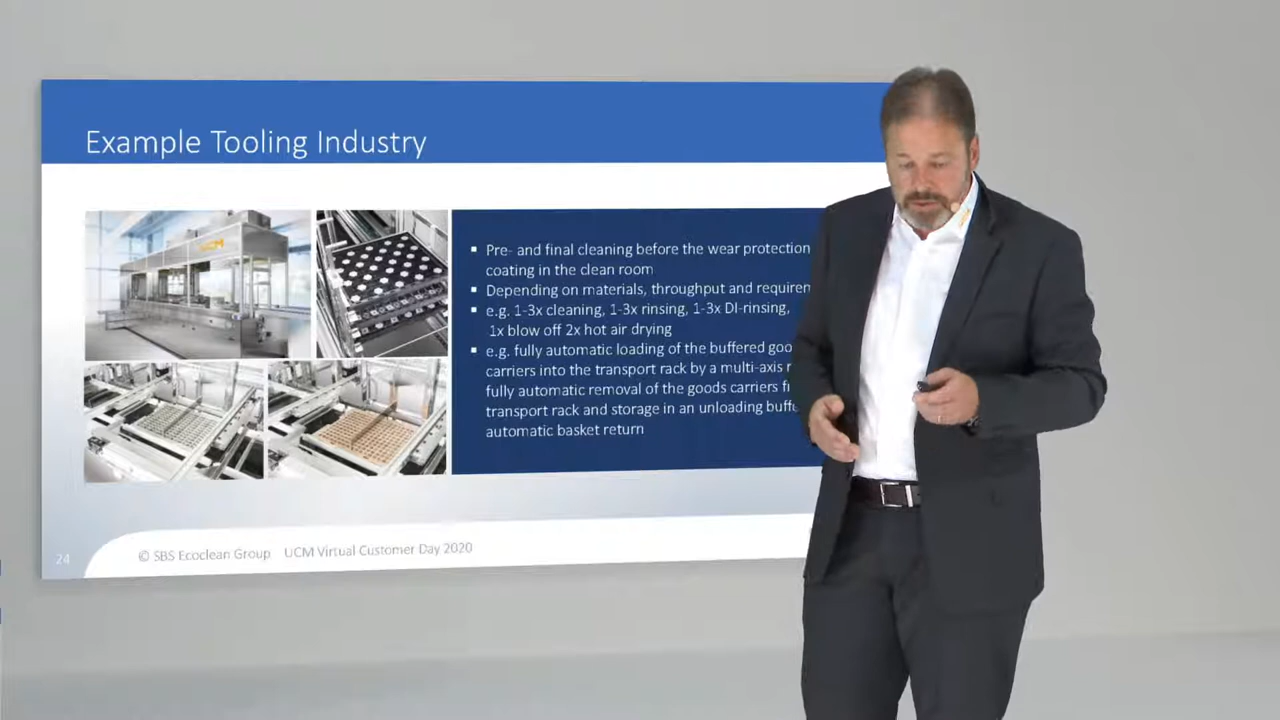 Example Tooling Industry
Pre- and final cleaning before the wear protection
coating in the clean room
Depending on materials, throughput and
e.g. 1-3x cleaning, 1-3x rinsing, 1-3x DI-rinsing,
1x blow off 2x hot air drying
e.g. fully automatic loading of the buffered
carriers into the transport rack by a multi-axis
fully automatic removal of the goods carriers
transport rack and storage in an unloading
automatic basket return
24
© SBS Ecoclean Group UCM Virtual Customer Day 2020